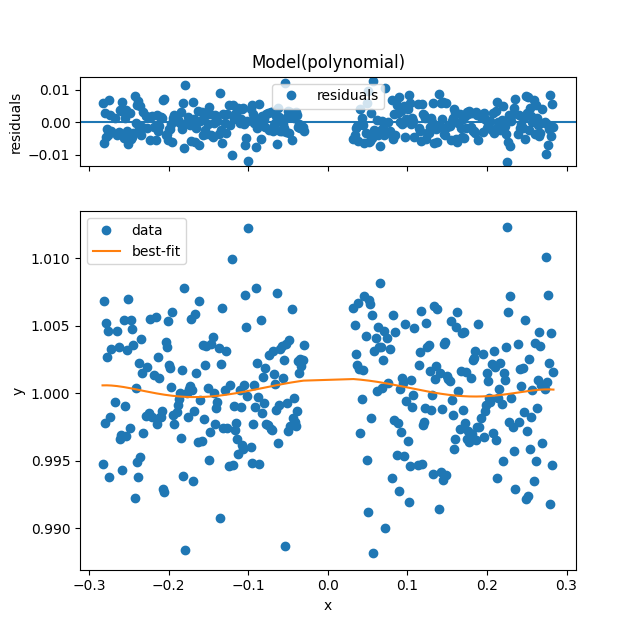 Model(polynomial)
0.01
0.00
−0.01
residuals
residuals
1.010
1.005
1.000
0.995
0.990
y
data
best-fit
−0.3 −0.2 −0.1 0.0 0.1 0.2 0.3
x